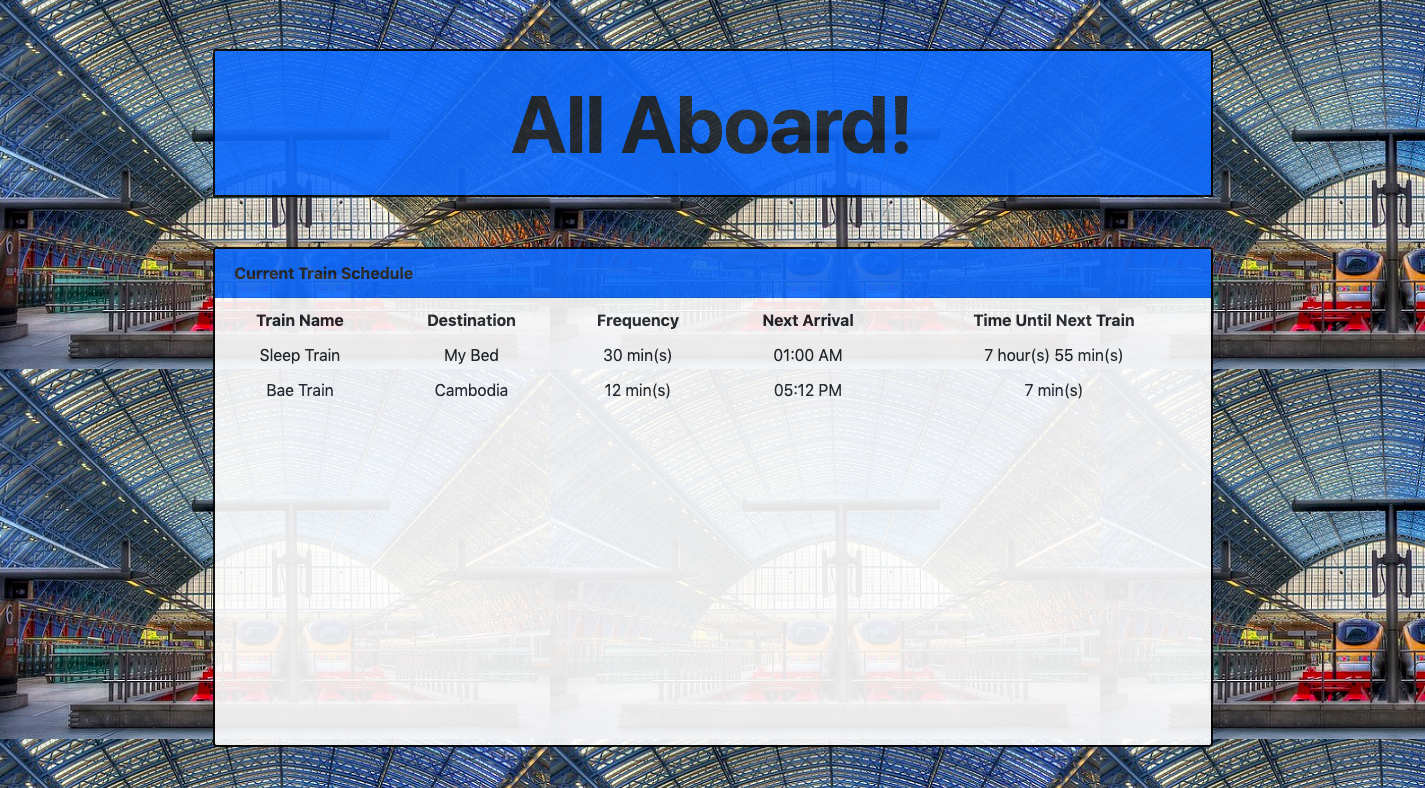 All Aboard!
Current Train Schedule
Train Name Destination Frequency Next Arrival Time Until Next Train
Sleep Train My Bed 30 min(s) 01:00 AM 7 hour(s) 55 min(s)
Bae Train Cambodia 12 min(s) 05:12 PM 7 min(s)
6
6